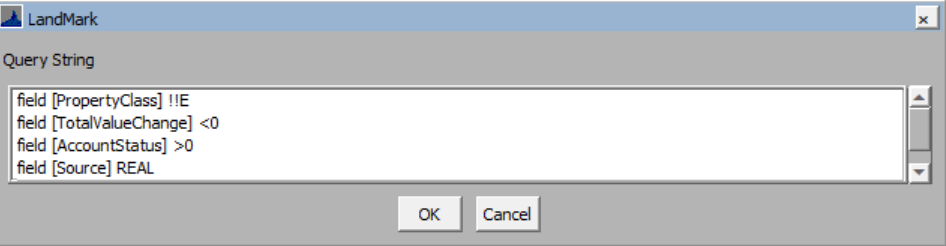 LandMark
Query String
field [PropertyClass] !!E
field [TotalValueChange] <0
field [AccountStatus] >0
field [Source] REAL
OK Cancel